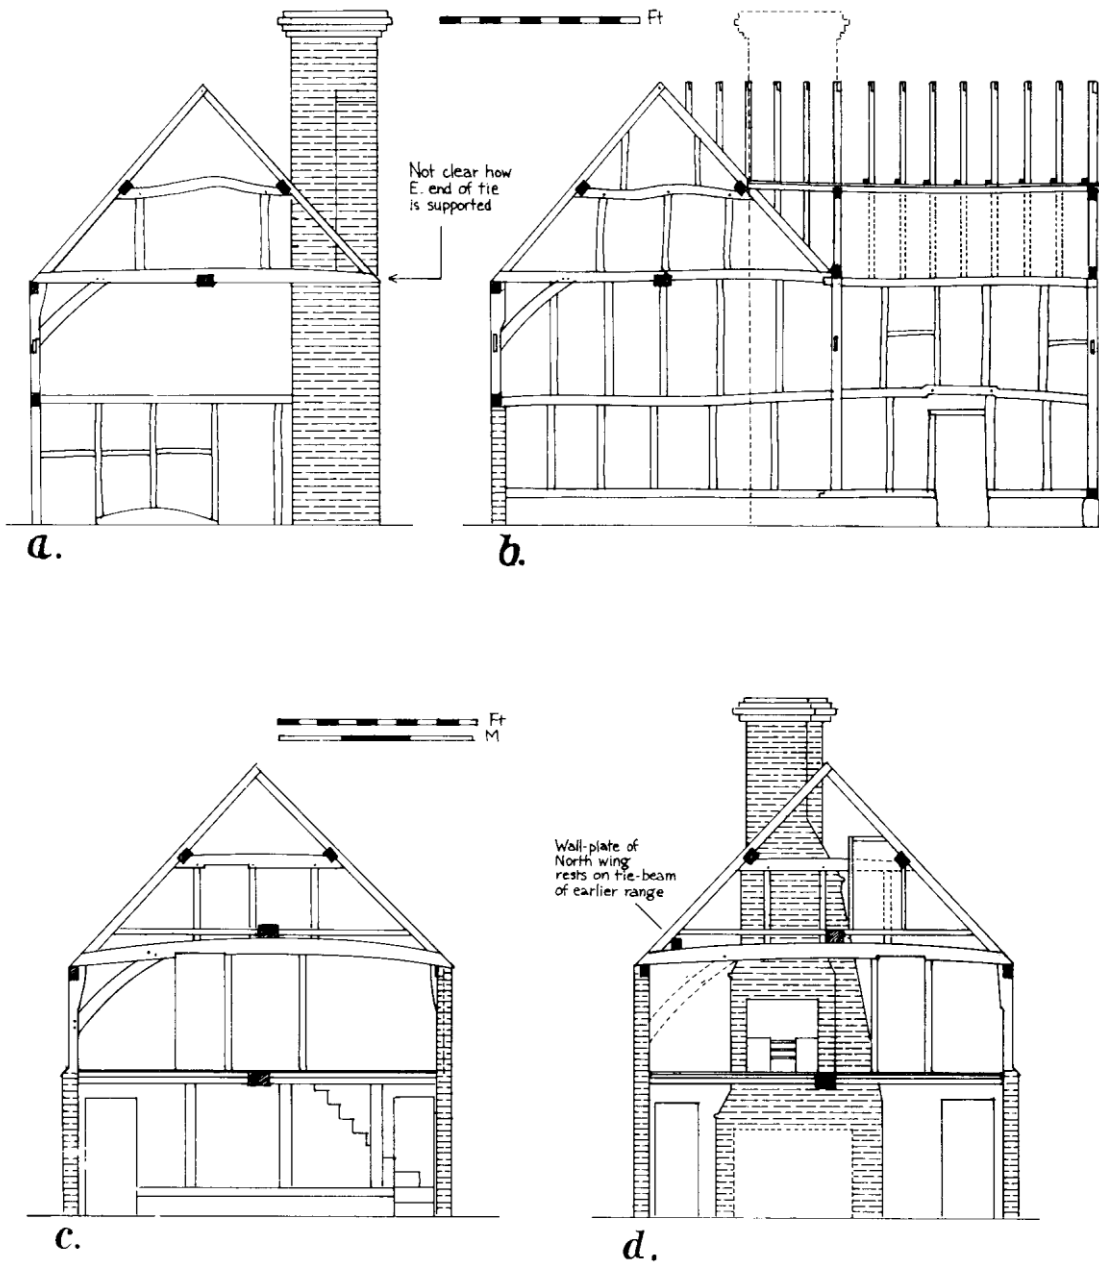 Ft
Not clear how
E. end of tie
is supported
a.
b.
Ft
M
Wall-plate of
North wing
rests on tie-beam
of earlier range
c.
d.